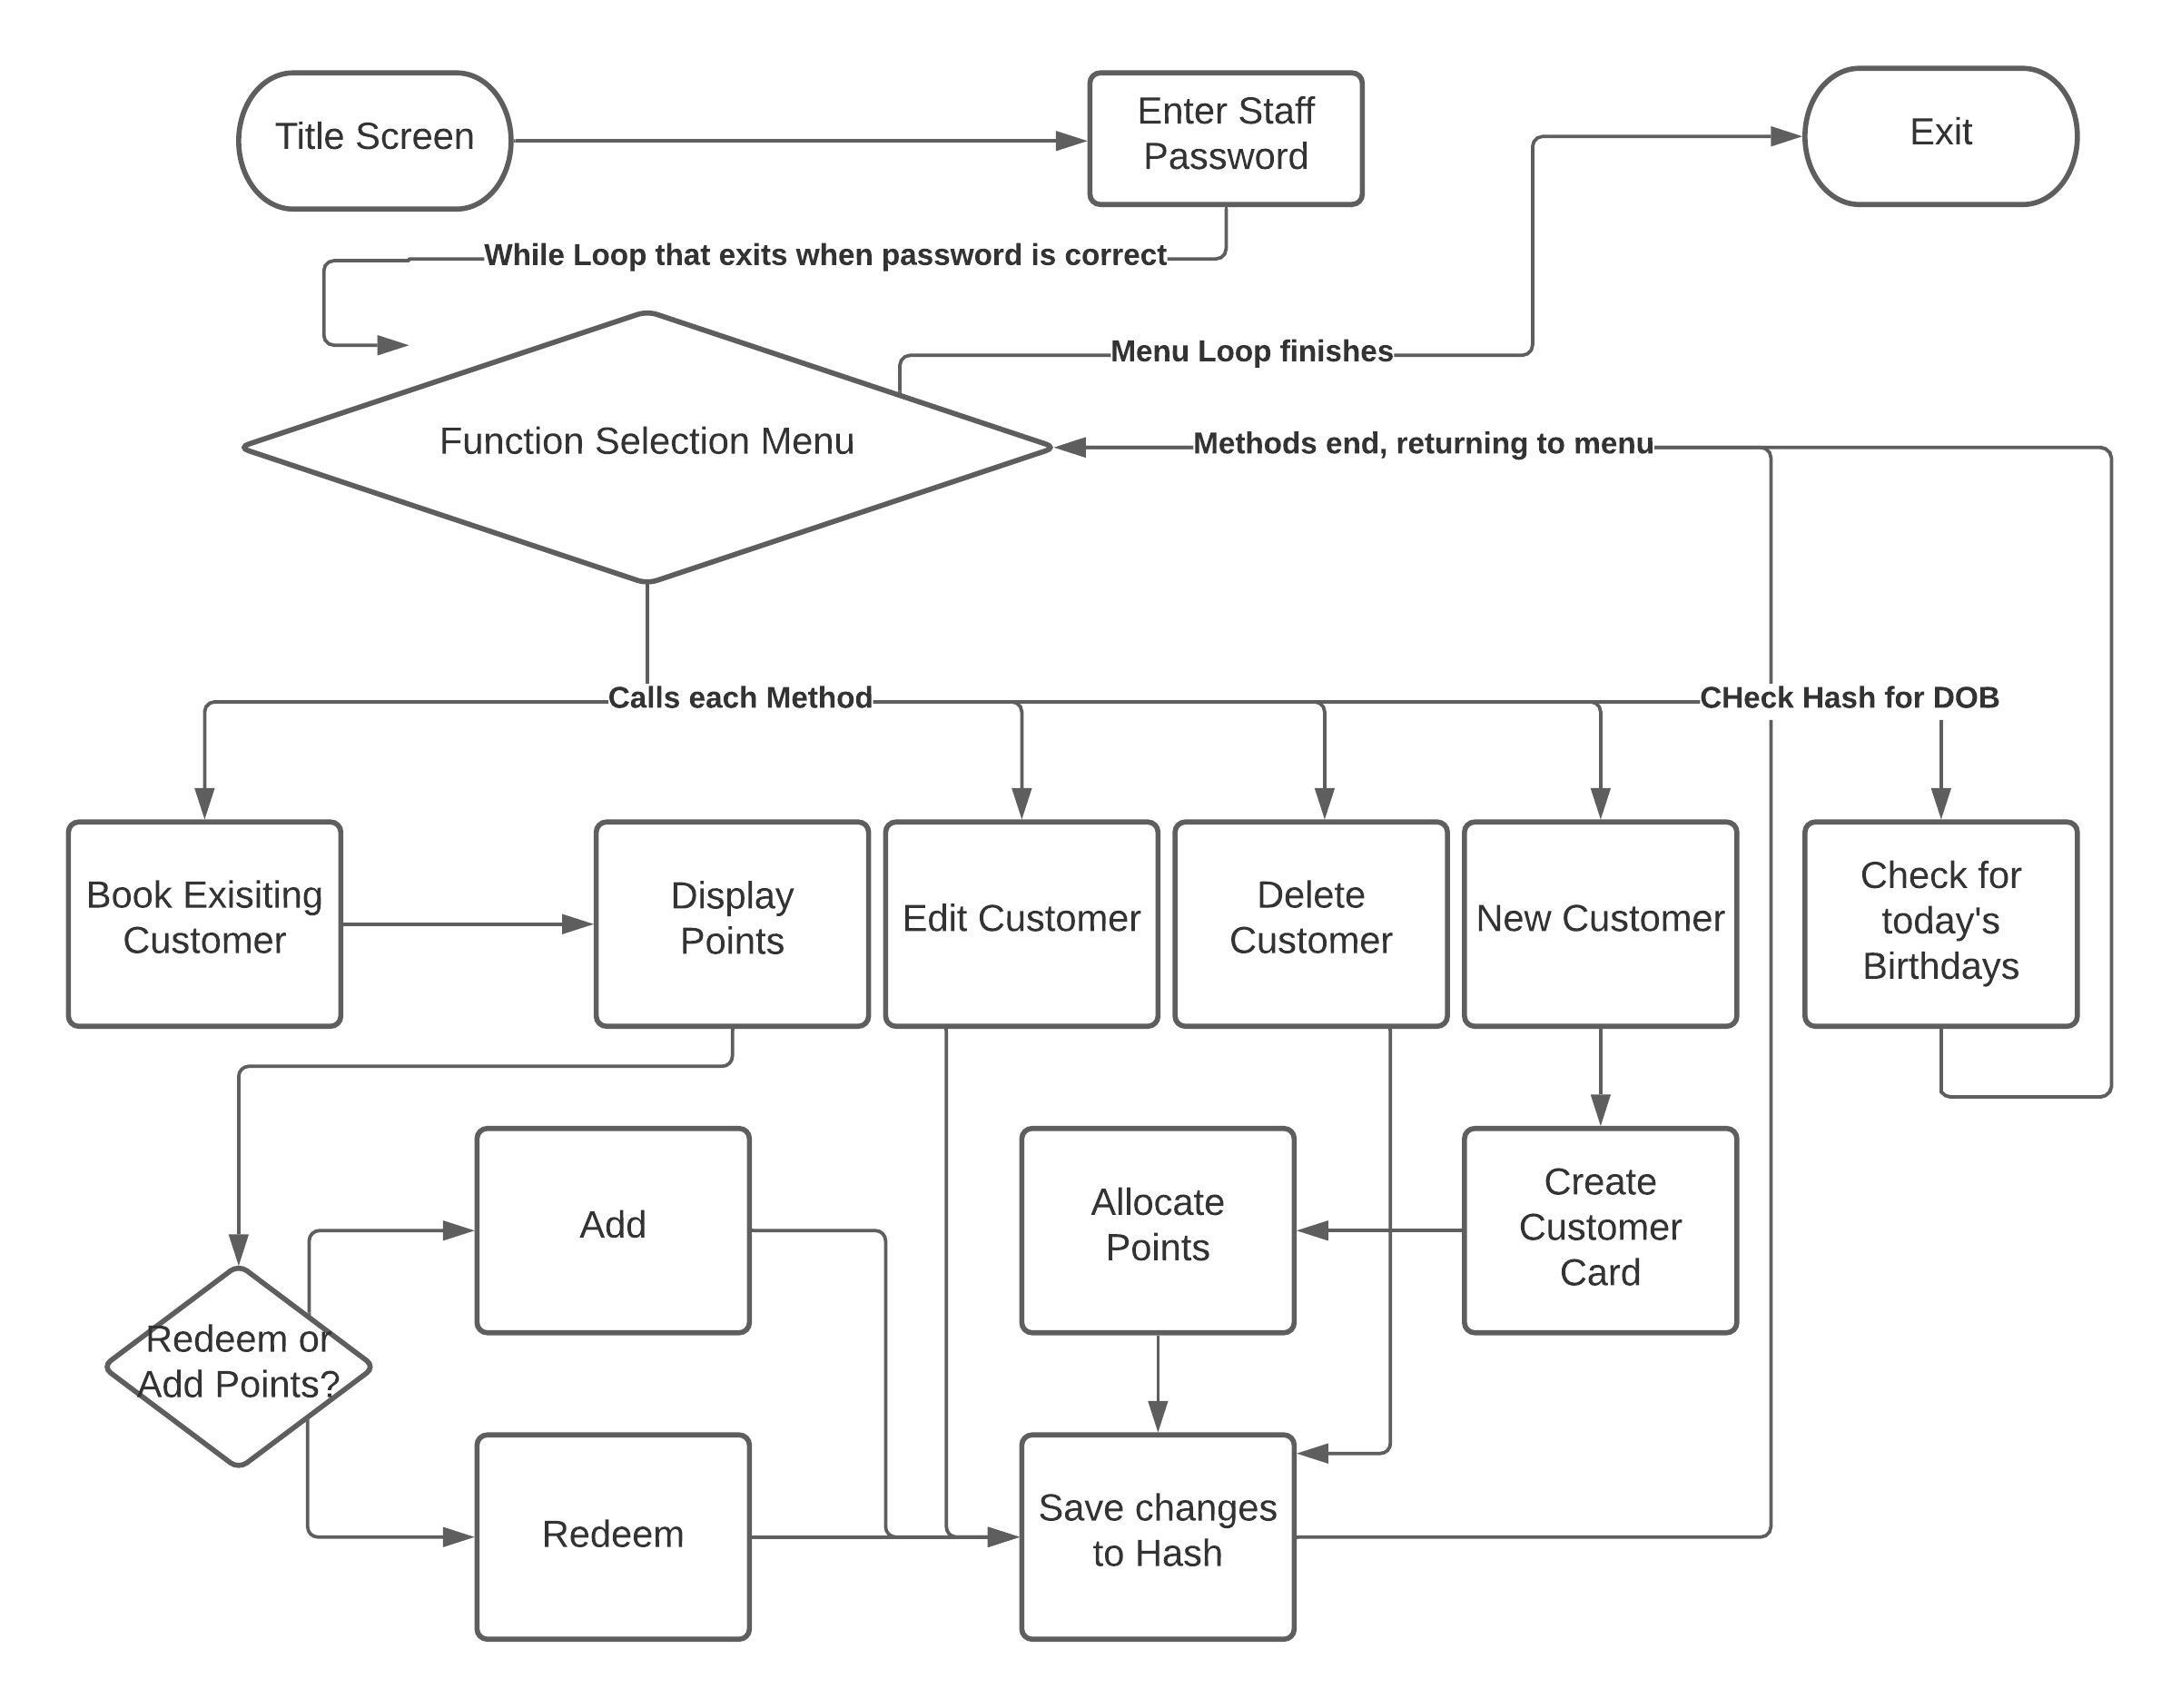 Title Screen
Enter Staff
Password
Exit
While Loop that exits when password is correct
Menu Loop finishes
Function Selection Menu
Methods end, returning to menu
Calls each Method
CHeck Hash for DOB
Book Exisiting
Customer
Display
Points
Edit Customer
Delete
Customer
New Customer
Check for
today's
Birthdays
Add
Allocate
Points
Create
Customer
Card
Redeem or
Add Points?
Redeem
Save changes
to Hash